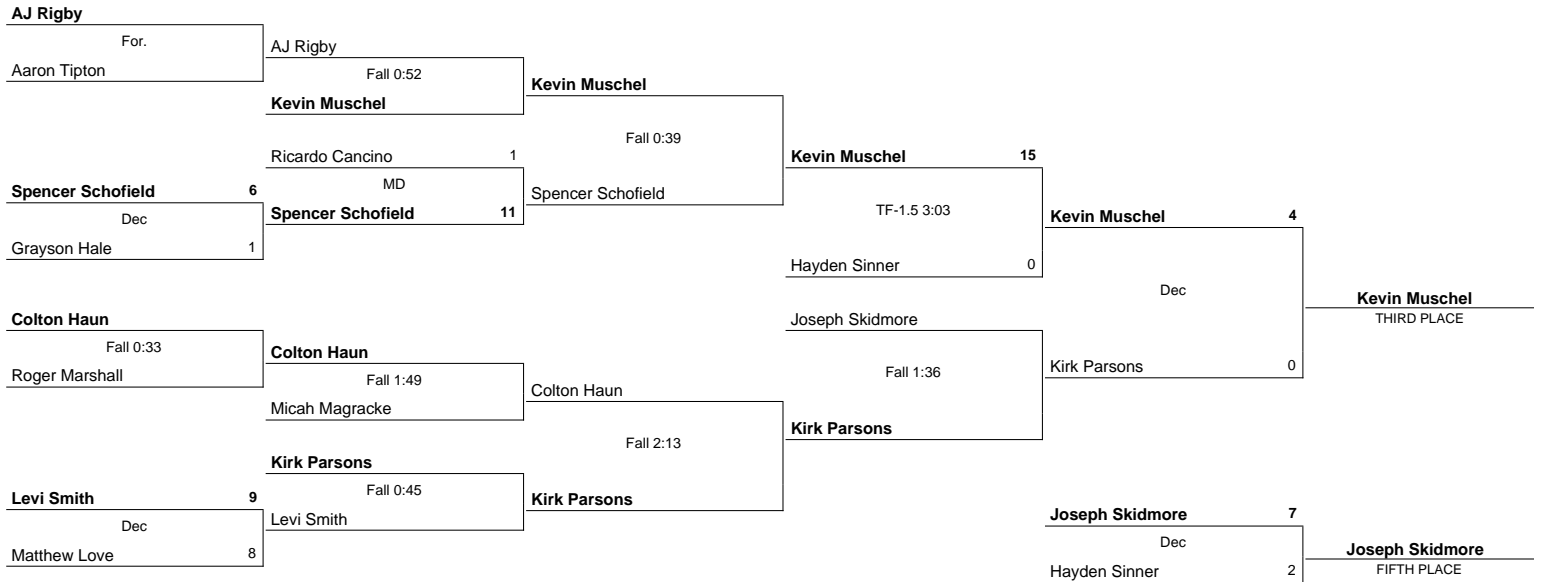 AJ Rigby
For.
Aaron Tipton
Spencer Schofield 6
Dec
Grayson Hale 1
Colton Haun
Fall 0:33
Roger Marshall
Levi Smith 9
Dec
Matthew Love 8
AJ Rigby
Fall 0:52
Kevin Muschel
Ricardo Cancino 1
MD
Spencer Schofield 11
Colton Haun
Fall 1:49
Micah Magracke
Kirk Parsons
Fall 0:45
Levi Smith
Kevin Muschel
Fall 0:39
Spencer Schofield
Colton Haun
Fall 2:13
Kirk Parsons
Kevin Muschel 15
TF-1.5 3:03
Hayden Sinner 0
Joseph Skidmore
Fall 1:36
Kirk Parsons
Kevin Muschel 4
Dec
Kirk Parsons 0
Kevin Muschel
THIRD PLACE
Joseph Skidmore 7
Dec
Hayden Sinner 2
Joseph Skidmore
FIFTH PLACE